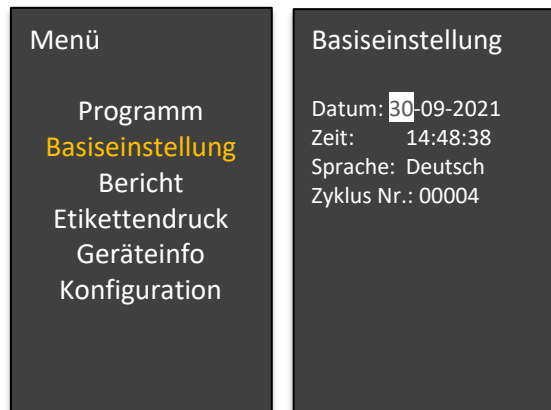 Menü
Programm
Basiseinstellung
Bericht
Etikettendruck
Geräteinfo
Konfiguration
Basiseinstellung
Datum: 30-09-2021
Zeit: 14:48:38
Sprache: Deutsch
Zyklus Nr.: 00004